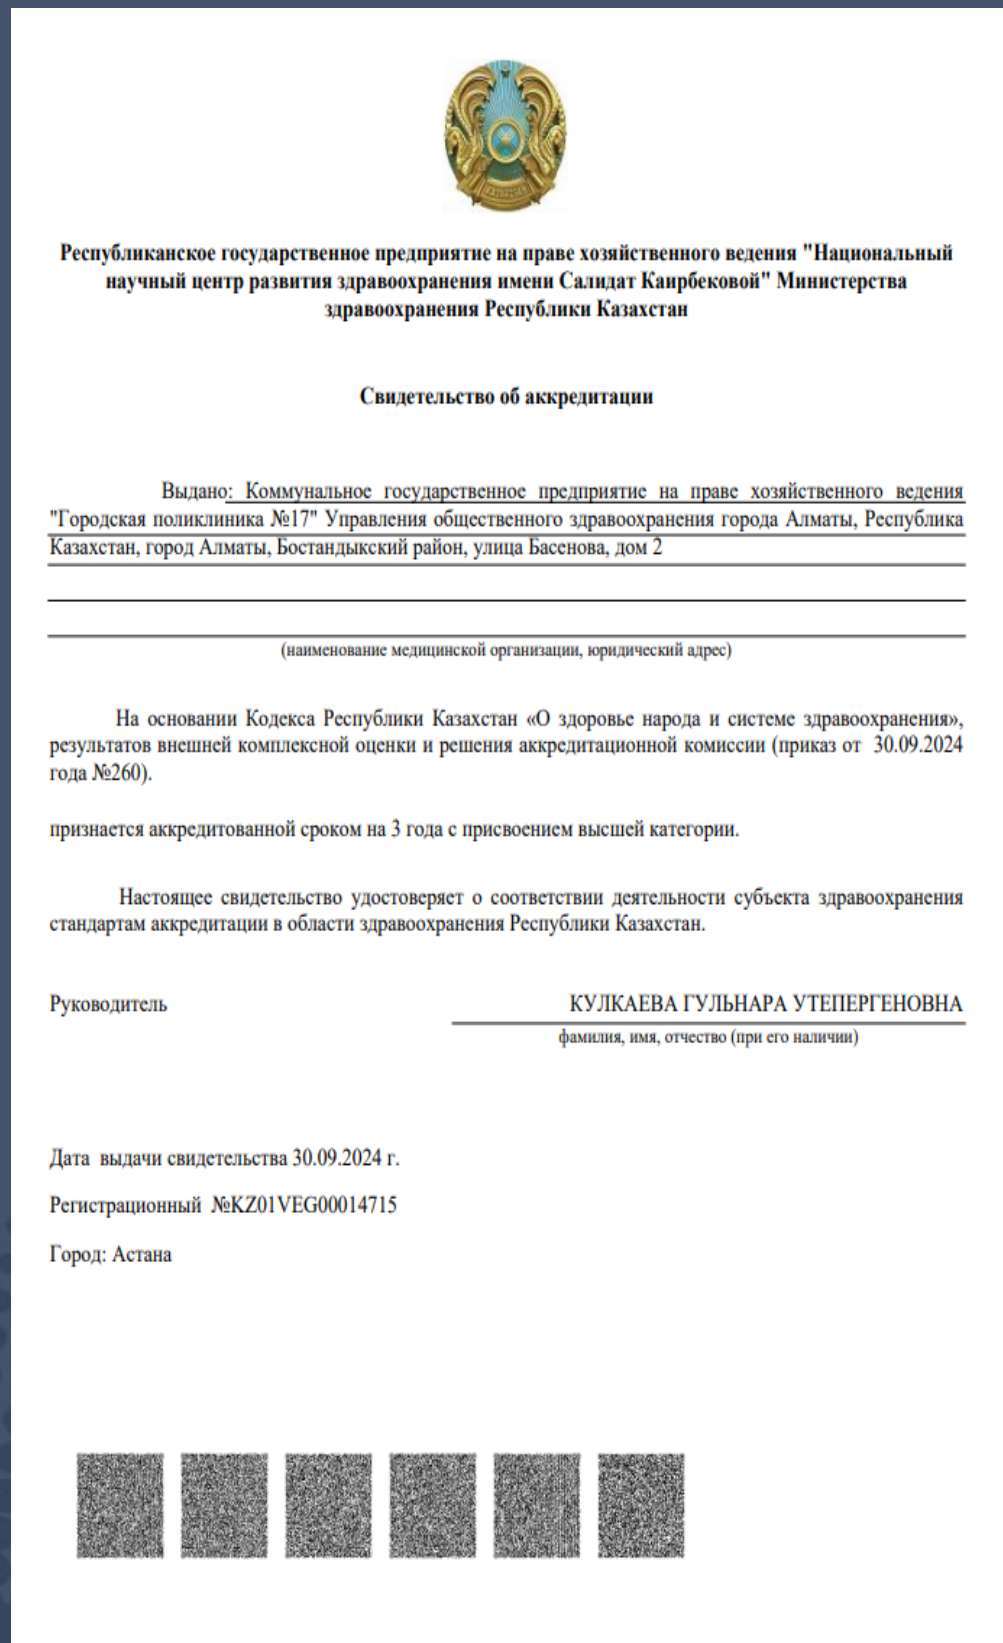 ҚАЗАҚСТАН
Республиканское государственное предприятие на праве хозяйственного ведения "Национальный
научный центр развития здравоохранения имени Салидат Каирбековой" Министерства
здравоохранения Республики Казахстан
Свидетельство об аккредитации
Выдано: Коммунальное государственное предприятие на праве хозяйственного ведения
"Городская поликлиника №17" Управления общественного здравоохранения города Алматы, Республика
Казахстан, город Алматы, Бостандыкский район, улица Басенова, дом 2
(наименование медицинской организации, юридический адрес)
На основании Кодекса Республики Казахстан «О здоровье народа и системе здравоохранения»,
результатов внешней комплексной оценки и решения аккредитационной комиссии (приказ от 30.09.2024
года №260).
признается аккредитованной сроком на 3 года с присвоением высшей категории.
Настоящее свидетельство удостоверяет о соответствии деятельности субъекта здравоохранения
стандартам аккредитации в области здравоохранения Республики Казахстан.
Руководитель КУЛКАЕВА ГУЛЬНАРА УТЕПЕРГЕНОВНА
фамилия, имя, отчество (при его наличии)
Дата выдачи свидетельства 30.09.2024 г.
Регистрационный №KZ01VEG00014715
Город: Астана